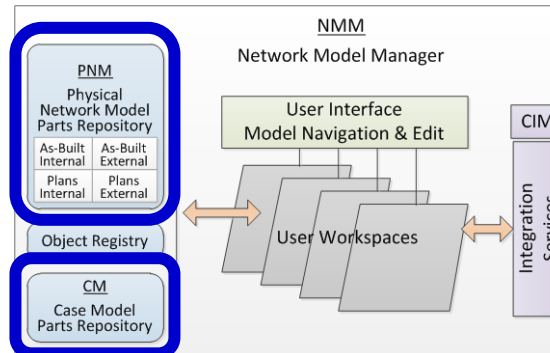 NMM
Network Model Manager
PNM
Physical
Network Model
Parts Repository
As-Built
Internal
As-Built
External
Plans
Internal
Plans
External
Object Registry
CM
Case Model
Parts Repository
User Interface
Model Navigation & Edit
User Workspaces
CIM
Integration
Services